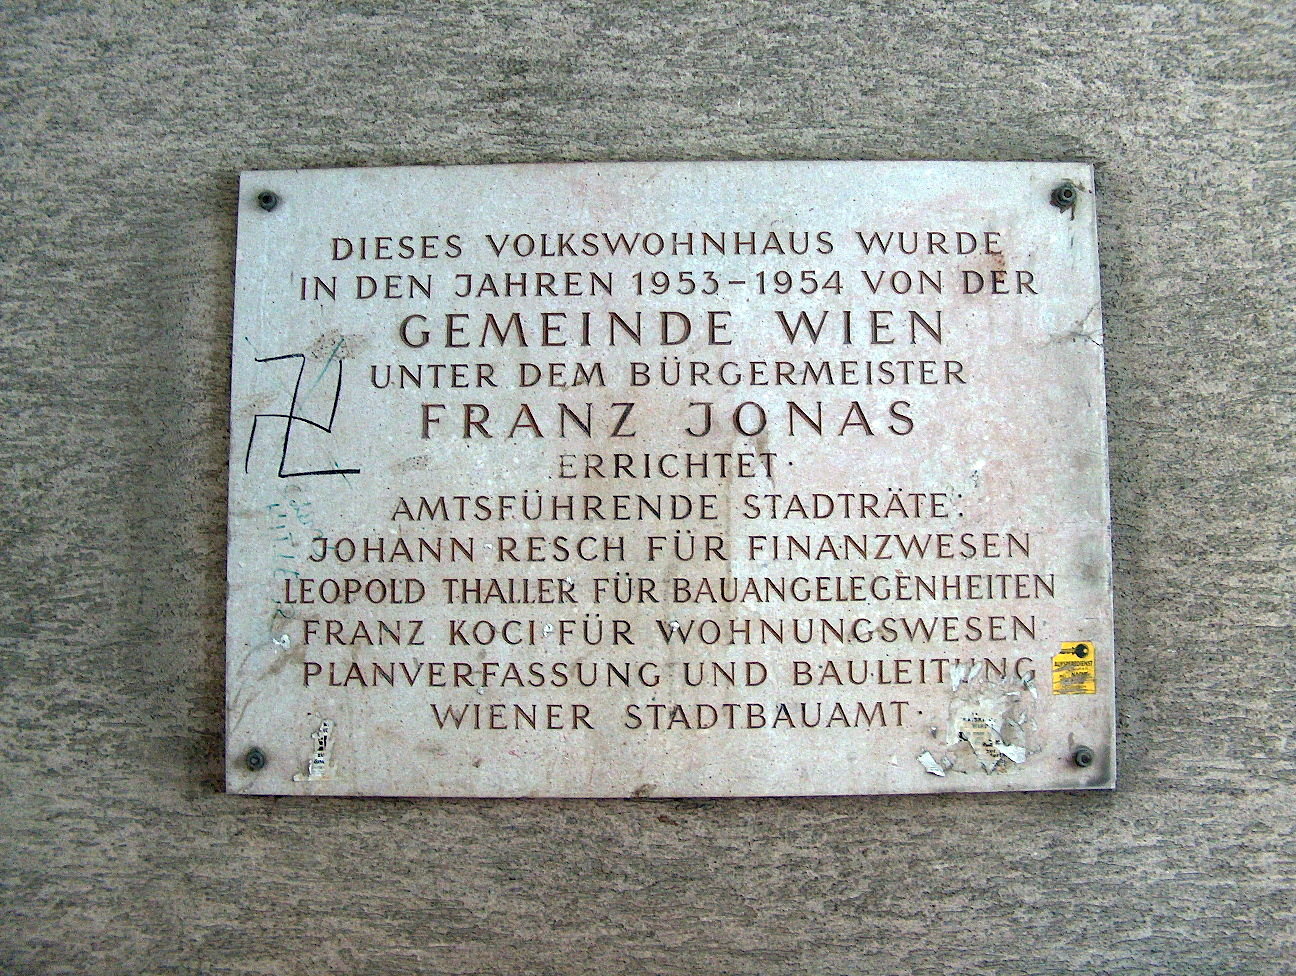 DIESES VOLKSWOHNHAUS WURDE
IN DEN JAHREN 1953-1954 VON DER
GEMEINDE WIEN
UNTER DEM BÜRGERMEISTER
FRANZ JONAS
ERRICHTET·
AMTSFÜHRENDE STADTRÄTE:
JOHANN RESCH FÜR FINANZWESEN
LEOPOLD THALLER FÜR BAUANGELEGENHEITEN
FRANZ KOCI FÜR WOHNUNGSWESEN
PLANVERFASSUNG UND BAULEITUNG
WIENER STADTBAUAMT·